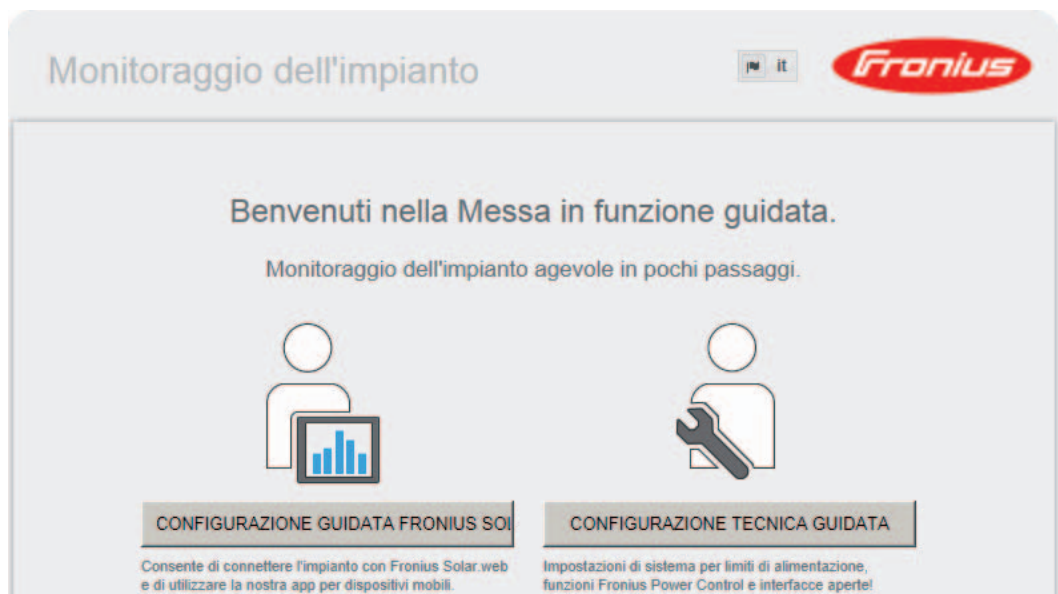 Monitoraggio dell'impianto
it
Fronius
Benvenuti nella Messa in funzione guidata.
Monitoraggio dell'impianto agevole in pochi passaggi.
CONFIGURAZIONE GUIDATA FRONIUS SOL
CONFIGURAZIONE TECNICA GUIDATA
Consente di connettere l'impianto con Fronius Solar.web
e di utilizzare la nostra app per dispositivi mobili.
Impostazioni di sistema per limiti di alimentazione,
funzioni Fronius Power Control e interfacce aperte!